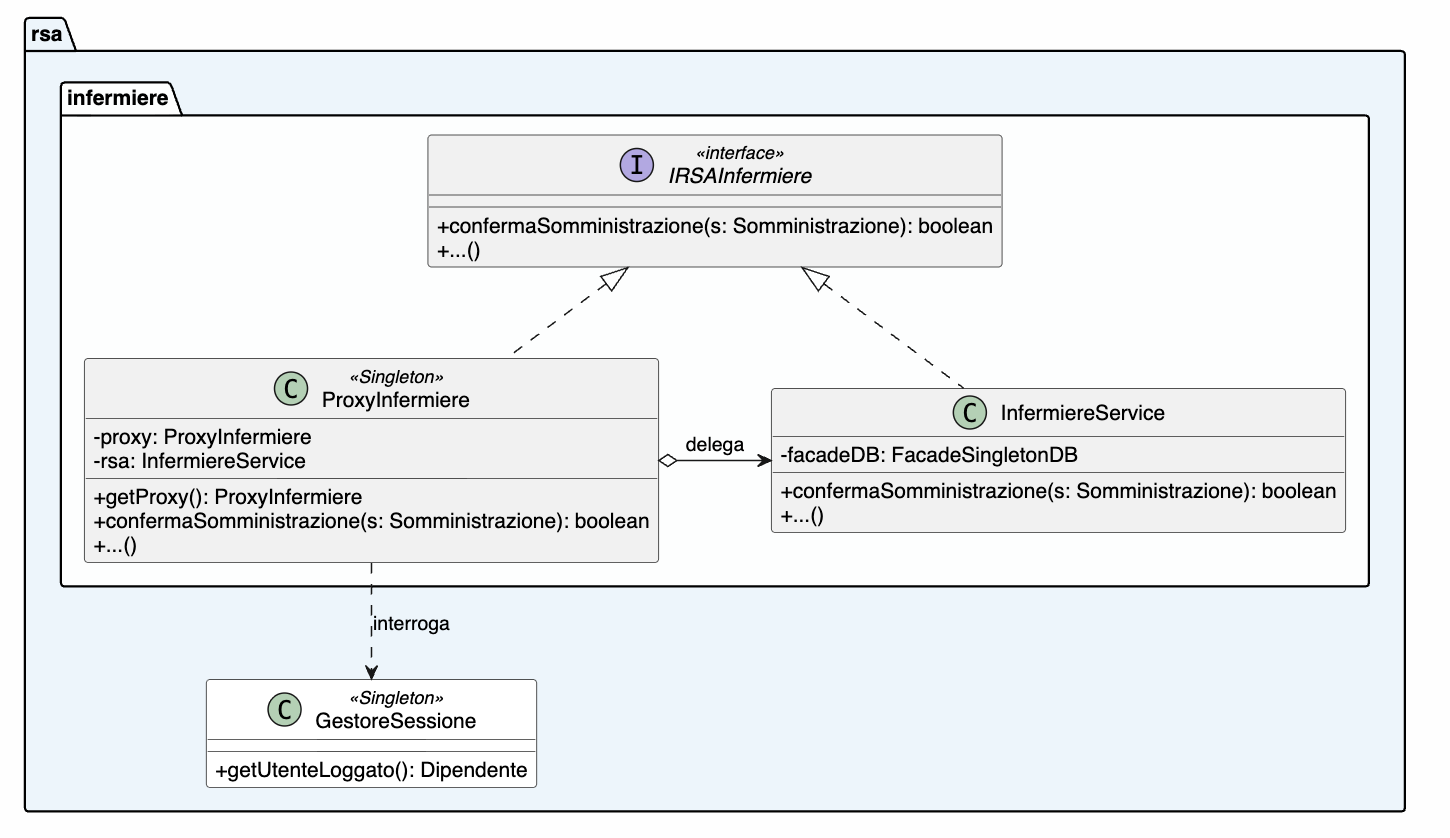 rsa
infermiere
I
«interface»
IRSAInfermiere
+confermaSomministrazione(s: Somministrazione): boolean
+...()
C
«Singleton»
ProxyInfermiere
-proxy: ProxyInfermiere
-rsa: InfermiereService
+getProxy(): ProxyInfermiere
+confermaSomministrazione(s: Somministrazione): boolean
+...()
delega
C
InfermiereService
-facadeDB: FacadeSingletonDB
+confermaSomministrazione(s: Somministrazione): boolean
+...()
interroga
C
«Singleton»
GestoreSessione
+getUtenteLoggato(): Dipendente